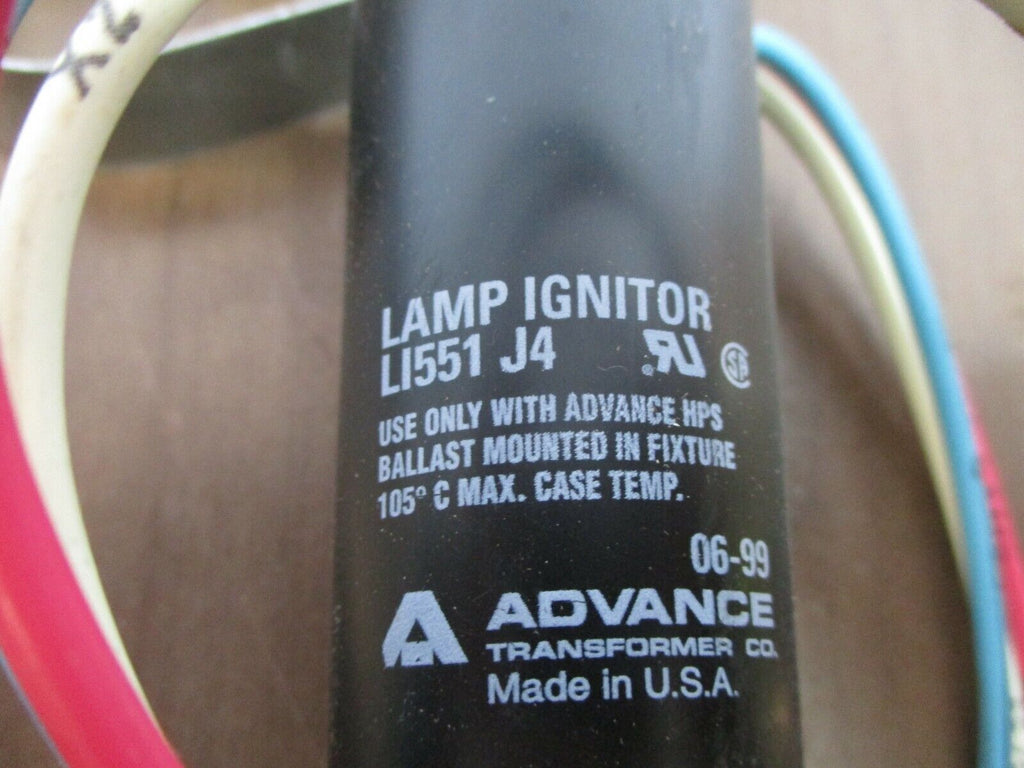 LAMP IGNITOR
LI551 J4
USE ONLY WITH ADVANCE HPS
BALLAST MOUNTED IN FIXTURE
105° C MAX. CASE TEMP.
06-99
ADVANCE
TRANSFORMER CO.
Made in U.S.A.